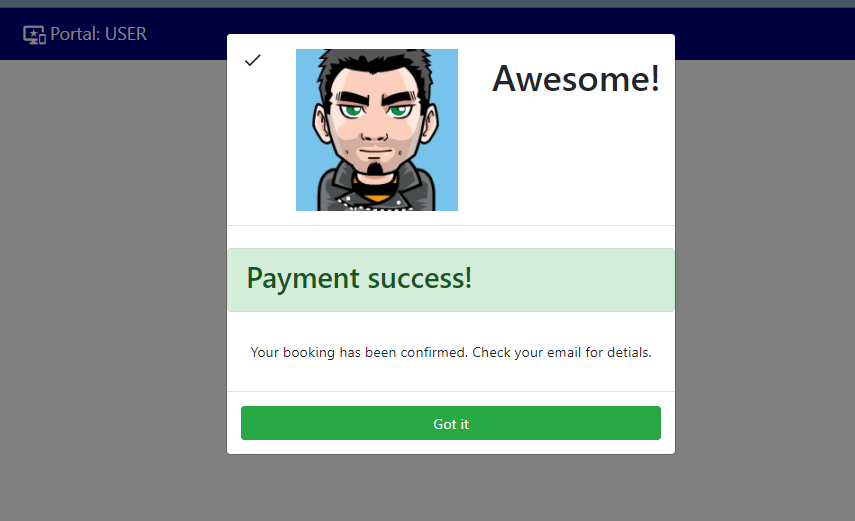 Portal: USER
Awesome!
Payment success!
Your booking has been confirmed. Check your email for detials.
Got it